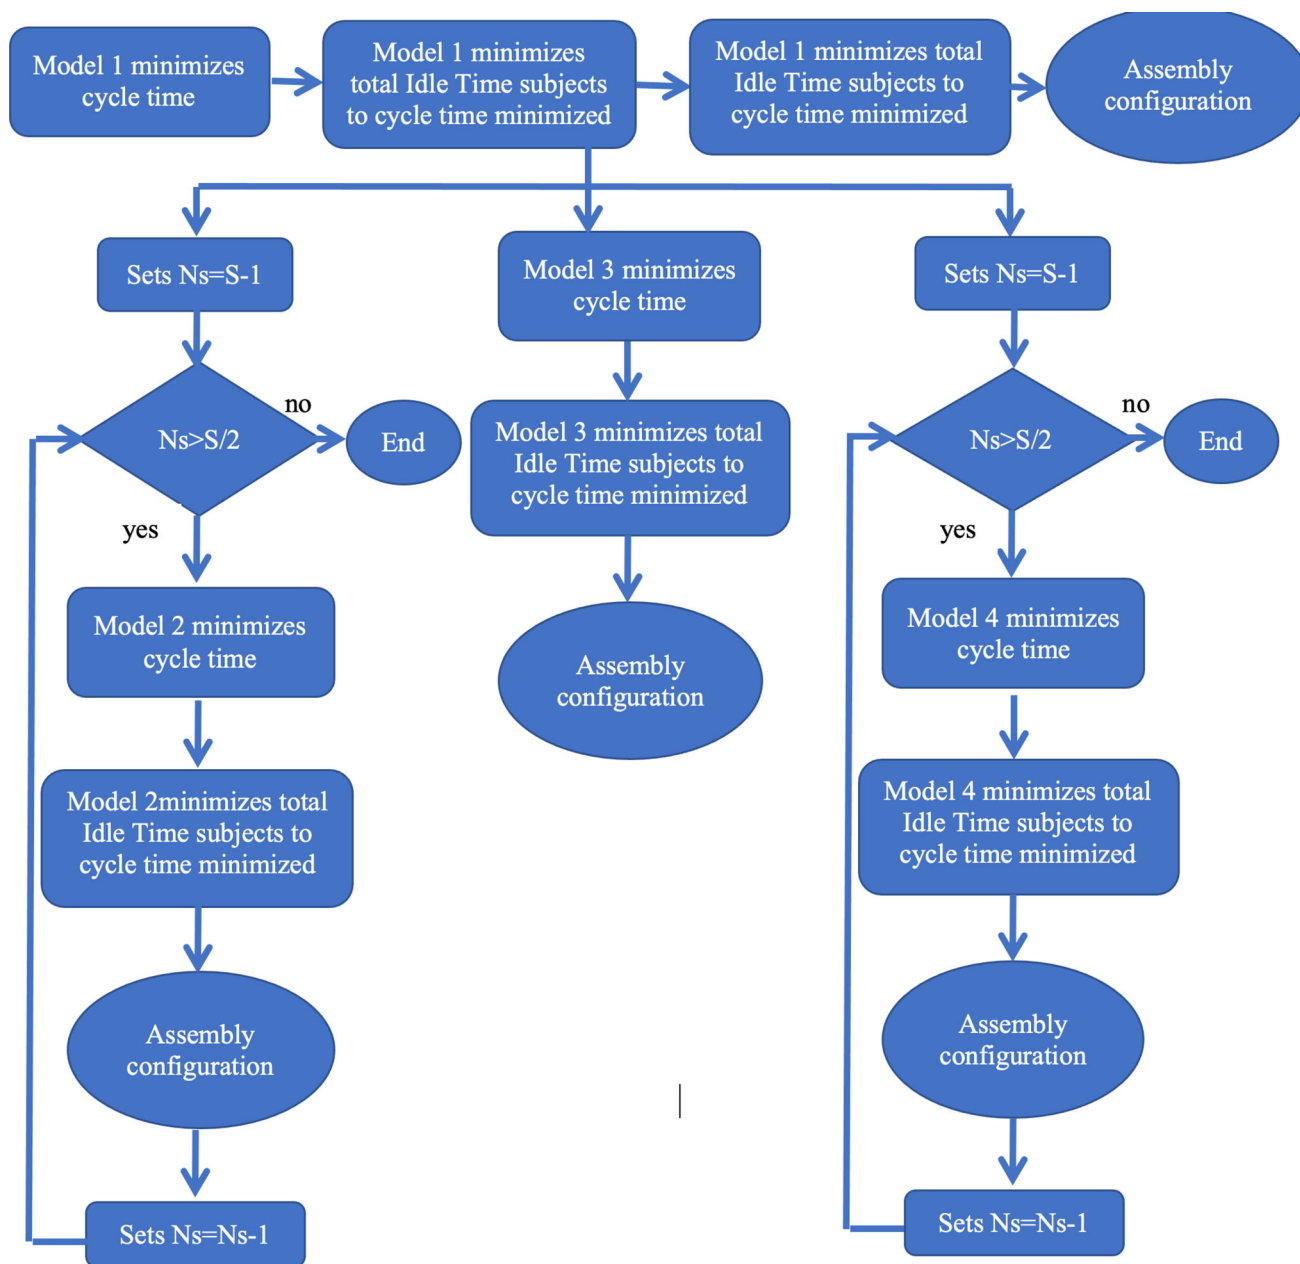 Model 1 minimizes
cycle time
Model 1 minimizes
total Idle Time subjects
to cycle time minimized
Model 1 minimizes total
Idle Time subjects to
cycle time minimized
Assembly
configuration
Sets Ns=S-1
Model 3 minimizes
cycle time
Sets Ns=S-1
Ns>S/2
no
End
yes
Model 3 minimizes total
Idle Time subjects to
cycle time minimized
Ns>S/2
no
End
yes
Model 2 minimizes
cycle time
Assembly
configuration
Model 4 minimizes
cycle time
Model 2minimizes total
Idle Time subjects to
cycle time minimized
Model 4 minimizes total
Idle Time subjects to
cycle time minimized
Assembly
configuration
Assembly
configuration
Sets Ns=Ns-1
Sets Ns=Ns-1